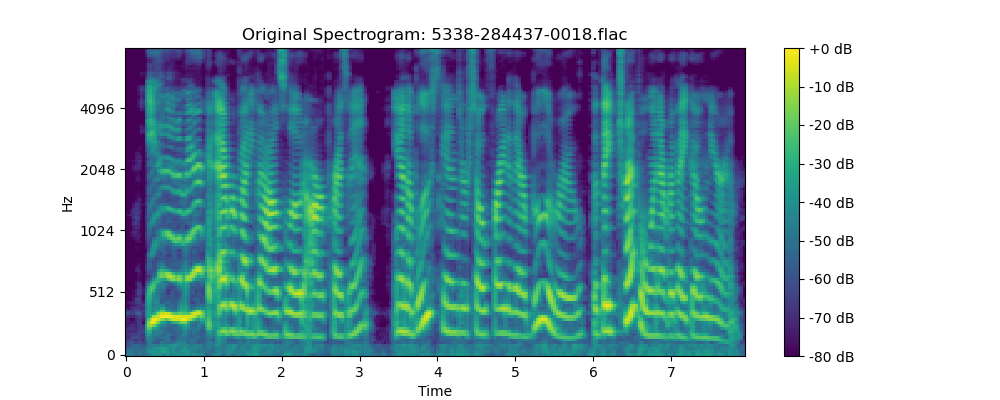 Original Spectrogram: 5338-284437-0018.flac
Hz
4096
2048
1024
512
0
0 1 2 3 4 5 6 7
Time
+0 dB
-10 dB
-20 dB
-30 dB
-40 dB
-50 dB
-60 dB
-70 dB
-80 dB